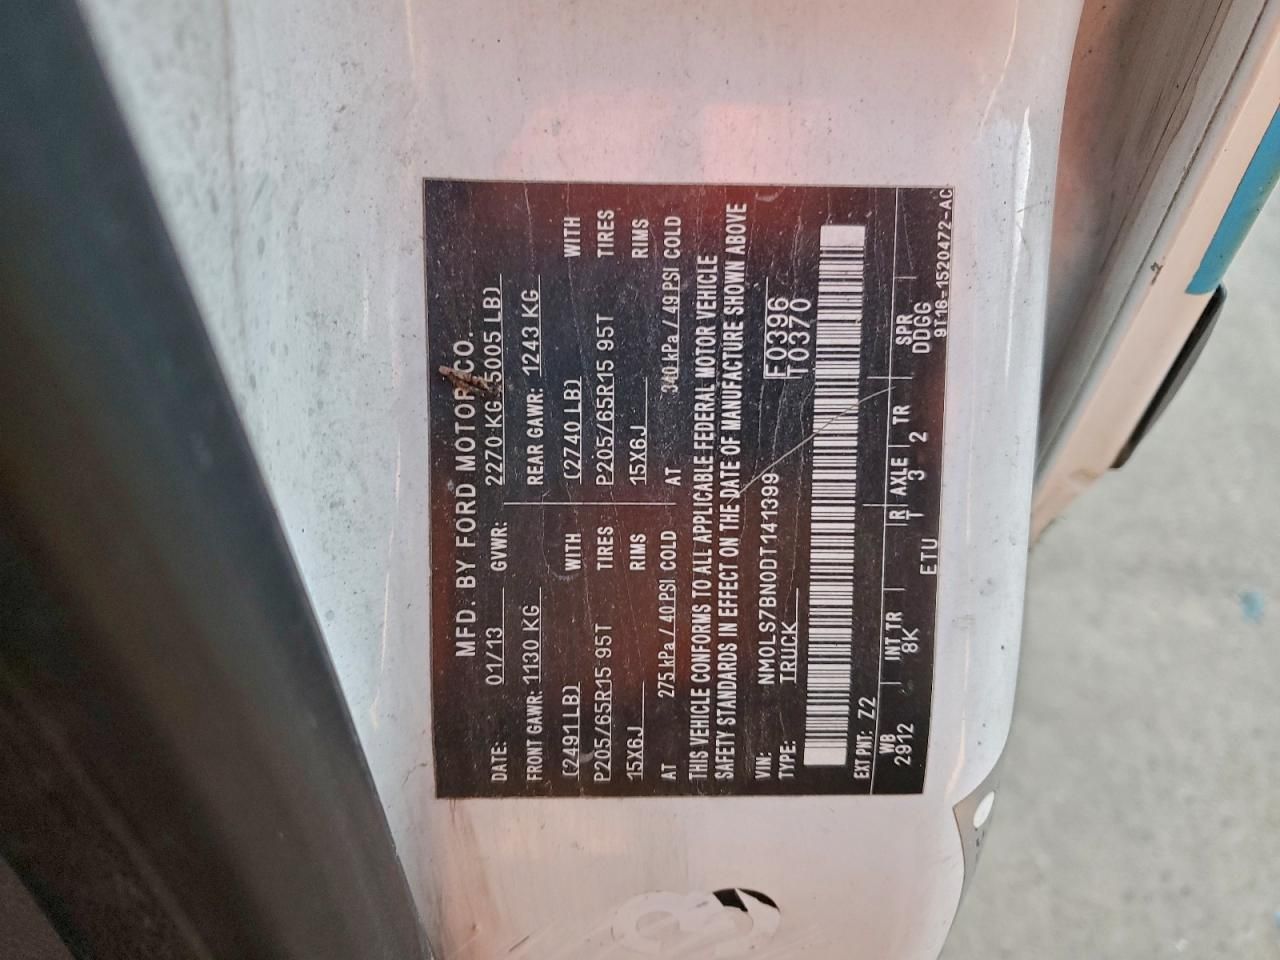 MFD. BY FORD MOTOR CO.
DATE: 01/13 GVWR: 2270 KG 5005 LB)
FRONT GAWR: 1130 KG REAR GAWR: 1243 KG
(2491LB) WITH (2740 LB) WITH
P205/65R15 95T TIRES P205/65R15 95T TIRES
15X6J RIMS 15X6J RIMS
AT 275 kPa / 40 PSI COLD AT 340 kPa / 49 PSI COLD
THIS VEHICLE CONFORMS TO ALL APPLICABLE FEDERAL MOTOR VEHICLE
SAFETY STANDARDS IN EFFECT ON THE DATE OF MANUFACTURE SHOWN ABOVE
VIN: NM0LS7BN0DT141399 F0396
TYPE: TRUCK T0370
EXT PNT: Z2
WB INT TR R AXLE TR SPR
2912 8K 1 3 2 DDGG
ETU 9T16-1520472-AC